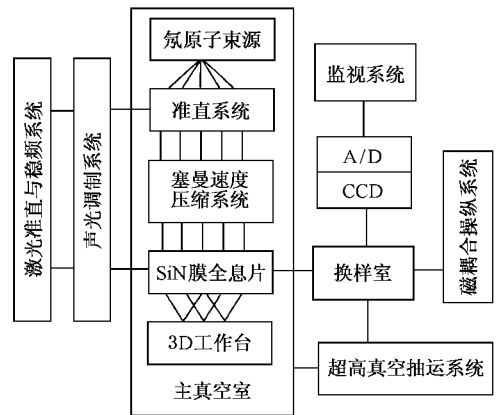 氖原子束源
准直系统
塞曼速度
压缩系统
SiN膜全息片
3D工作台
主真空室
激光准直与稳频系统
声光调制系统
监视系统
A/D
CCD
换样室
磁耦合操纵系统
超高真空抽运系统